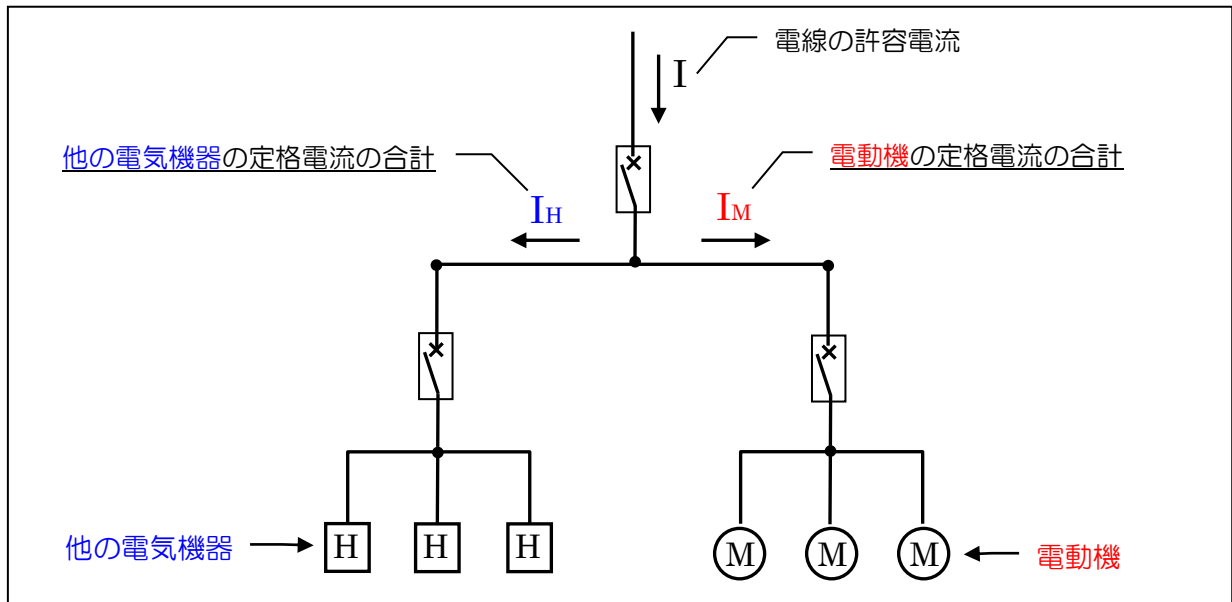 電線の許容電流
I
他の電気機器の定格電流の合計
電動機の定格電流の合計
IH
IM
H H H
M M M
他の電気機器
電動機